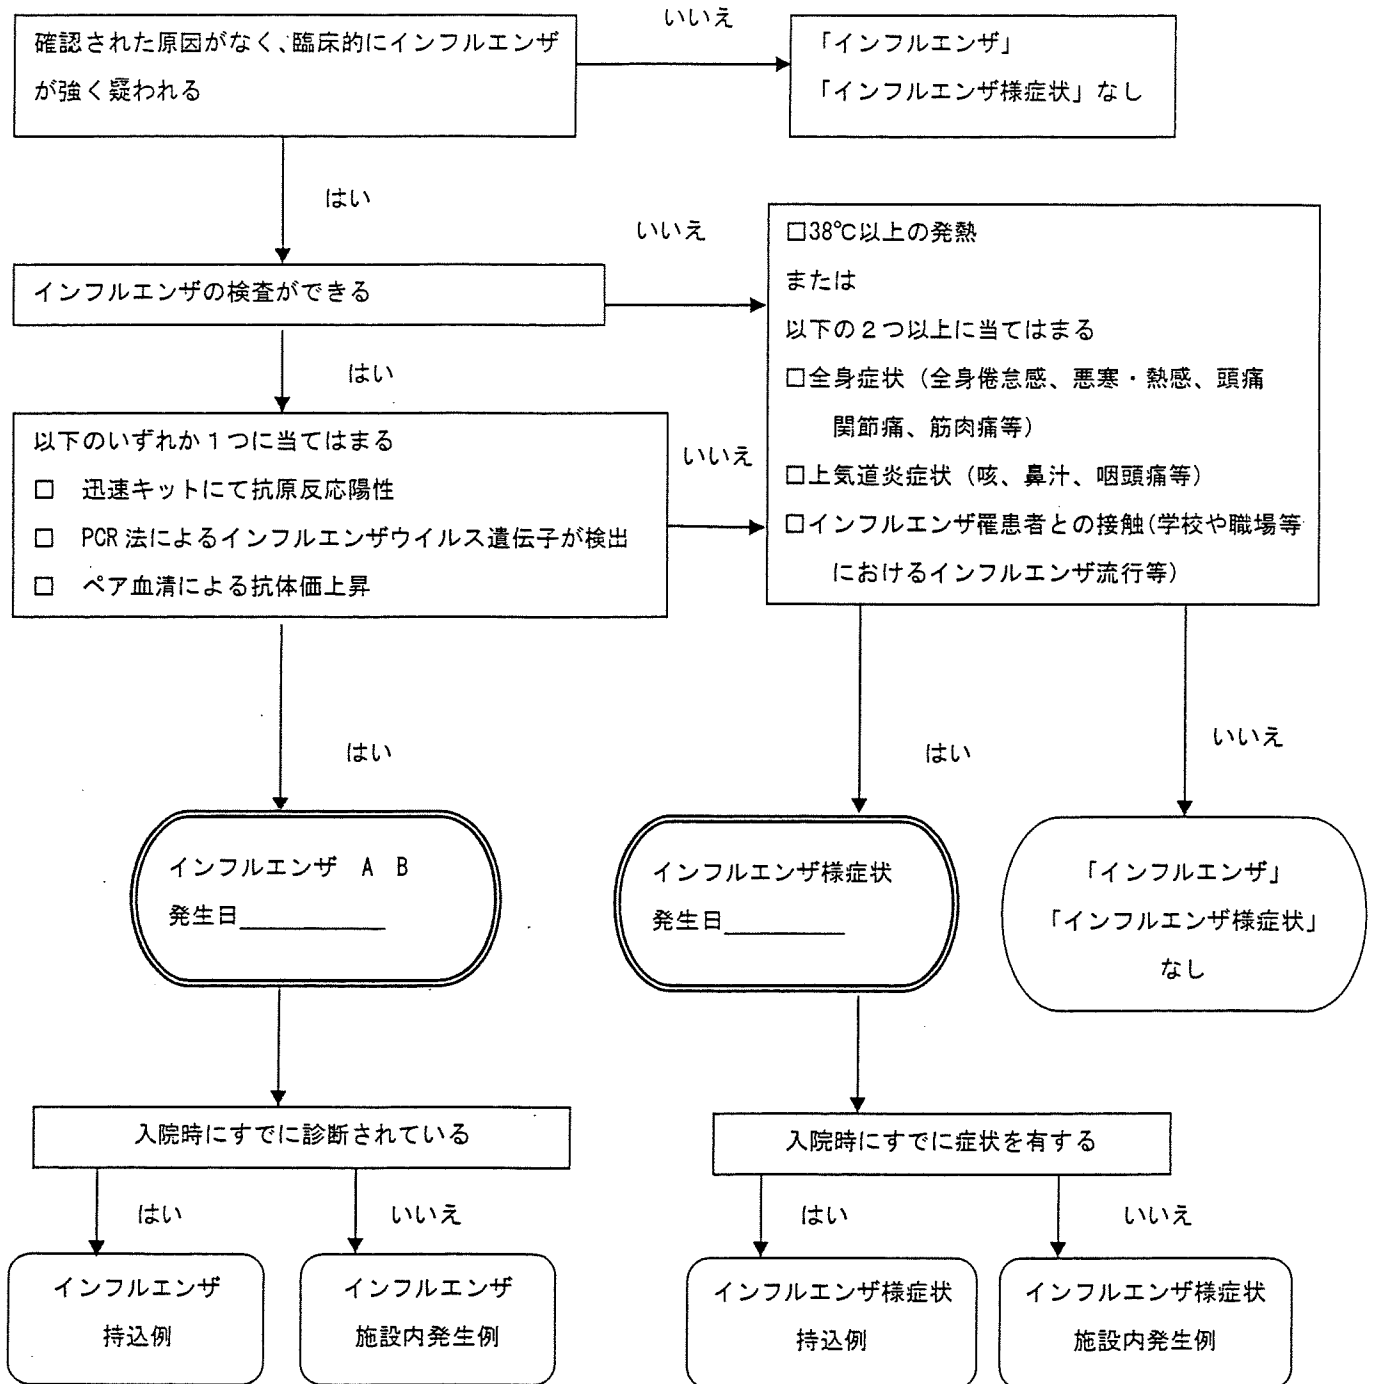 いいえ
確認された原因がなく、臨床的にインフルエンザ
が強く疑われる
「インフルエンザ」
「インフルエンザ様症状」なし
はい
いいえ
インフルエンザの検査ができる
はい
以下のいずれか1つに当てはまる
□ 迅速キットにて抗原反応陽性
□ PCR法によるインフルエンザウイルス遺伝子が検出
□ ペア血清による抗体価上昇
いいえ
□38℃以上の発熱
または
以下の2つ以上に当てはまる
□全身症状(全身倦怠感、悪寒・熱感、頭痛
関節痛、筋肉痛等)
□上気道炎症状(咳、鼻汁、咽頭痛等)
□インフルエンザ罹患者との接触(学校や職場等
におけるインフルエンザ流行等)
はい
はい
いいえ
インフルエンザ A B
発生日__________
インフルエンザ様症状
発生日________
「インフルエンザ」
「インフルエンザ様症状」
なし
入院時にすでに診断されている
入院時にすでに症状を有する
はい
いいえ
はい
いいえ
インフルエンザ
持込例
インフルエンザ
施設内発生例
インフルエンザ様症状
持込例
インフルエンザ様症状
施設内発生例